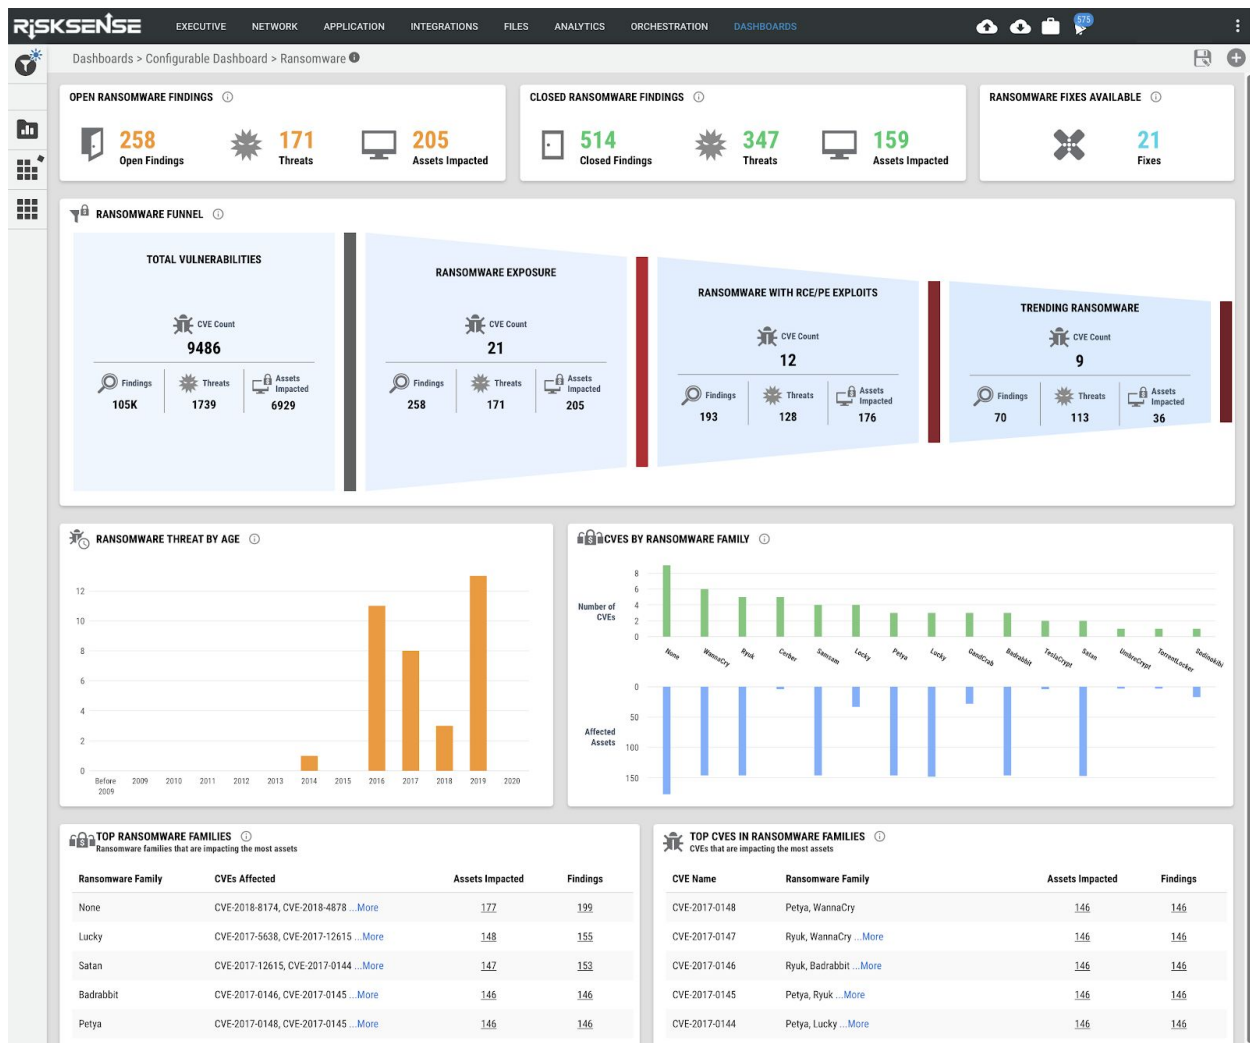 RiSKSENSE EXECUTIVE NETWORK APPLICATION INTEGRATIONS FILES ANALYTICS ORCHESTRATION DASHBOARDS 575
Dashboards > Configurable Dashboard > Ransomware
OPEN RANSOMWARE FINDINGS
258
Open Findings
171
Threats
205
Assets Impacted
CLOSED RANSOMWARE FINDINGS
514
Closed Findings
347
Threats
159
Assets Impacted
RANSOMWARE FIXES AVAILABLE
21
Fixes
RANSOMWARE FUNNEL
TOTAL VULNERABILITIES
CVE Count
9486
Findings
105K
Threats
1739
Assets
Impacted
6929
RANSOMWARE EXPOSURE
CVE Count
21
Findings
258
Threats
171
Assets
Impacted
205
RANSOMWARE WITH RCE/PE EXPLOITS
CVE Count
12
Findings
193
Threats
128
Assets
Impacted
176
TRENDING RANSOMWARE
CVE Count
9
Findings
70
Threats
113
Assets
Impacted
36
RANSOMWARE THREAT BY AGE
12
10
8
6
4
2
0
Before
2009
2009 2010 2011 2012 2013 2014 2015 2016 2017 2018 2019 2020
CVES BY RANSOMWARE FAMILY
Number of
CVEs
8
6
4
2
0
None WannaCry Ryuk Cerber Samsam Locky Petya Lucky GandCrab Badrabbit TeslaCrypt Satan UmbreCrypt TorrentLocker Sodinokibi
Affected
Assets
0
50
100
150
TOP RANSOMWARE FAMILIES
Ransomware families that are impacting the most assets
Ransomware Family CVEs Affected Assets Impacted Findings
None CVE-2018-8174, CVE-2018-4878 ...More 177 199
Lucky CVE-2017-5638, CVE-2017-12615 ...More 148 155
Satan CVE-2017-12615, CVE-2017-0144 ...More 147 153
Badrabbit CVE-2017-0146, CVE-2017-0145 ...More 146 146
Petya CVE-2017-0148, CVE-2017-0145 ...More 146 146
TOP CVES IN RANSOMWARE FAMILIES
CVEs that are impacting the most assets
CVE Name Ransomware Family Assets Impacted Findings
CVE-2017-0148 Petya, WannaCry 146 146
CVE-2017-0147 Ryuk, WannaCry ...More 146 146
CVE-2017-0146 Ryuk, Badrabbit ...More 146 146
CVE-2017-0145 Petya, Ryuk ...More 146 146
CVE-2017-0144 Petya, Lucky ...More 146 146